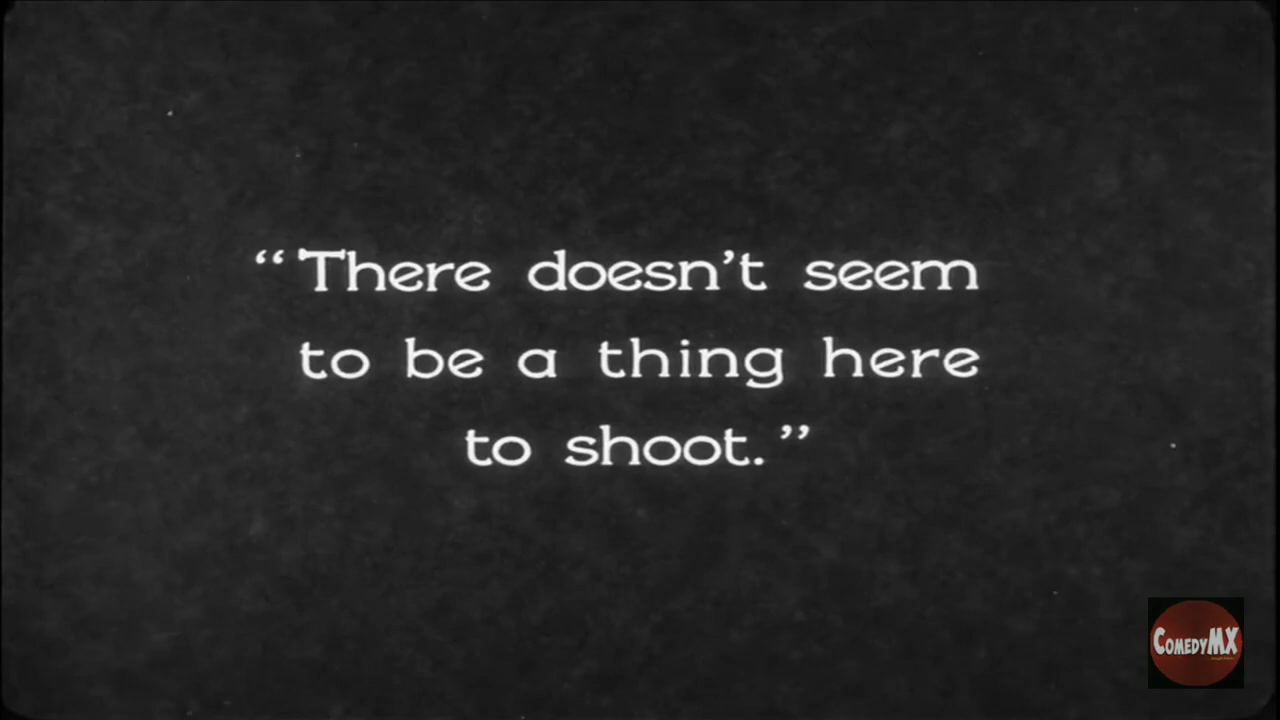 “There doesn’t seem
to be a thing here
to shoot.”
COMEDYMX